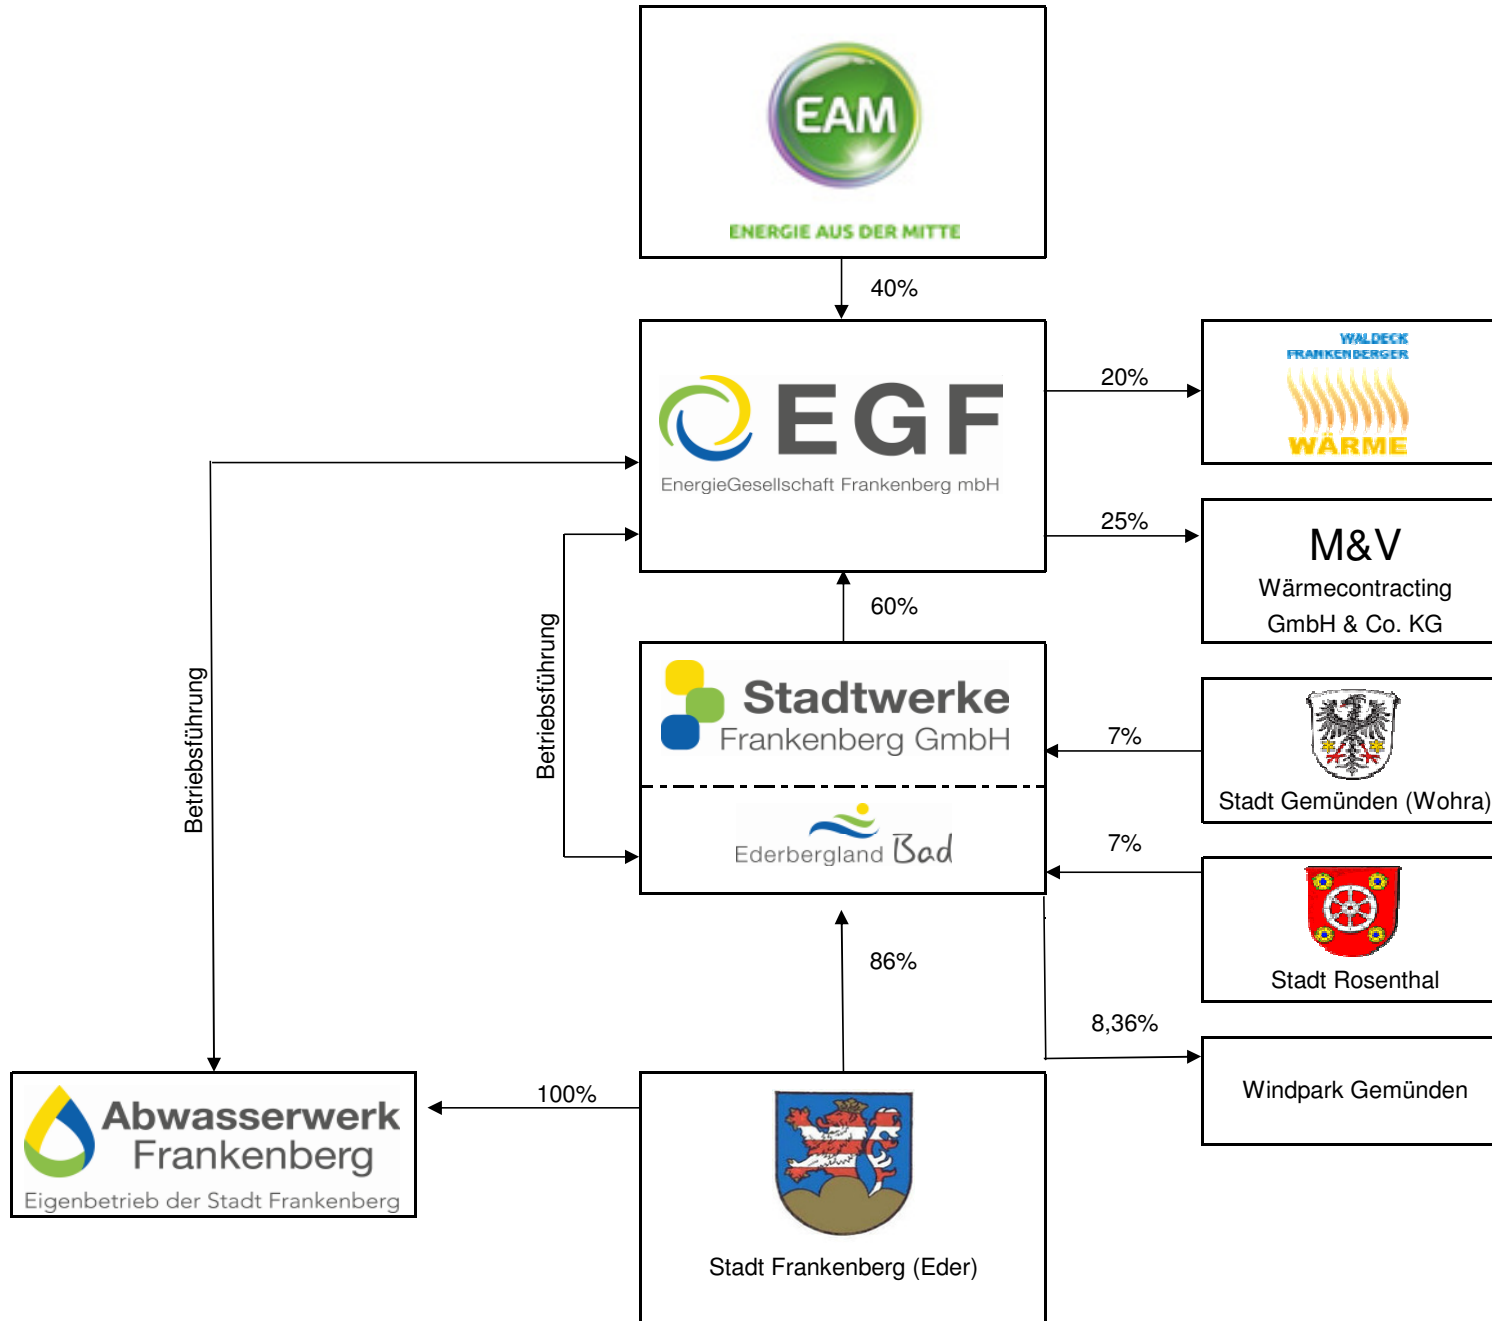 EAM
ENERGIE AUS DER MITTE
40%
EGF
EnergieGesellschaft Frankenberg mbH
20%
WALDECK
FRANKENBERGER
WÄRME
25%
M&V
Wärmecontracting
GmbH & Co. KG
60%
Betriebsführung
Betriebsführung
Stadtwerke
Frankenberg GmbH
Ederbergland Bad
7%
Stadt Gemünden (Wohra)
7%
Stadt Rosenthal
86%
8,36%
Windpark Gemünden
100%
Abwasserwerk
Frankenberg
Eigenbetrieb der Stadt Frankenberg
Stadt Frankenberg (Eder)